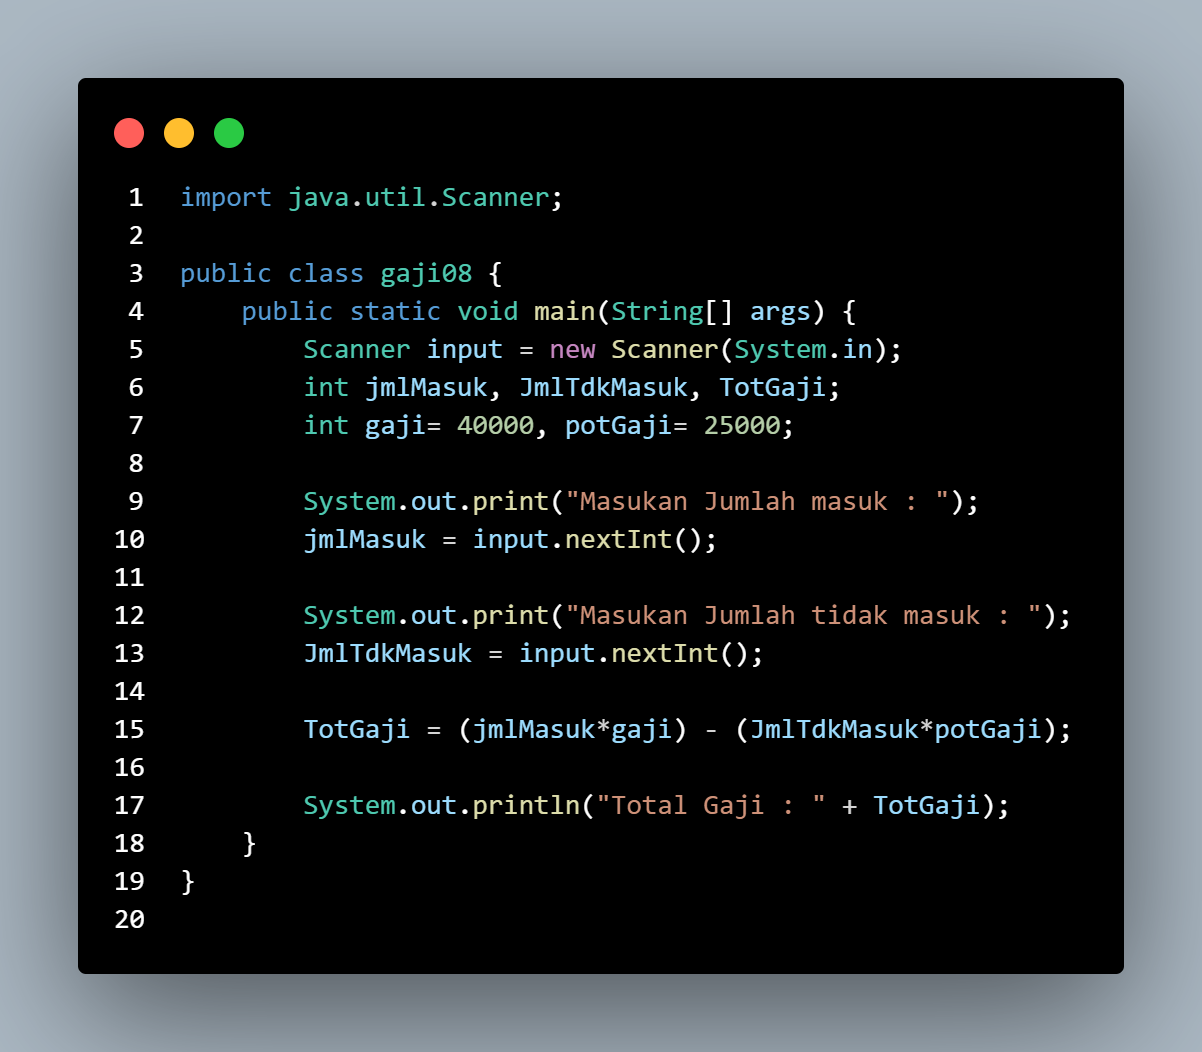 1 import java.util.Scanner;
2
3 public class gaji08 {
4     public static void main(String[] args) {
5         Scanner input = new Scanner(System.in);
6         int jmlMasuk, JmlTdkMasuk, TotGaji;
7         int gaji= 40000, potGaji= 25000;
8
9         System.out.print("Masukan Jumlah masuk : ");
10         jmlMasuk = input.nextInt();
11
12         System.out.print("Masukan Jumlah tidak masuk : ");
13         JmlTdkMasuk = input.nextInt();
14
15         TotGaji = (jmlMasuk*gaji) - (JmlTdkMasuk*potGaji);
16
17         System.out.println("Total Gaji : " + TotGaji);
18     }
19 }
20